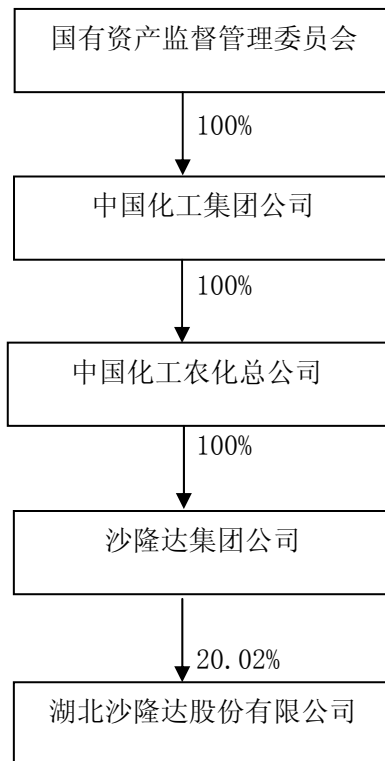 国有资产监督管理委员会
100%
中国化工集团公司
100%
中国化工农化总公司
100%
沙隆达集团公司
20.02%
湖北沙隆达股份有限公司